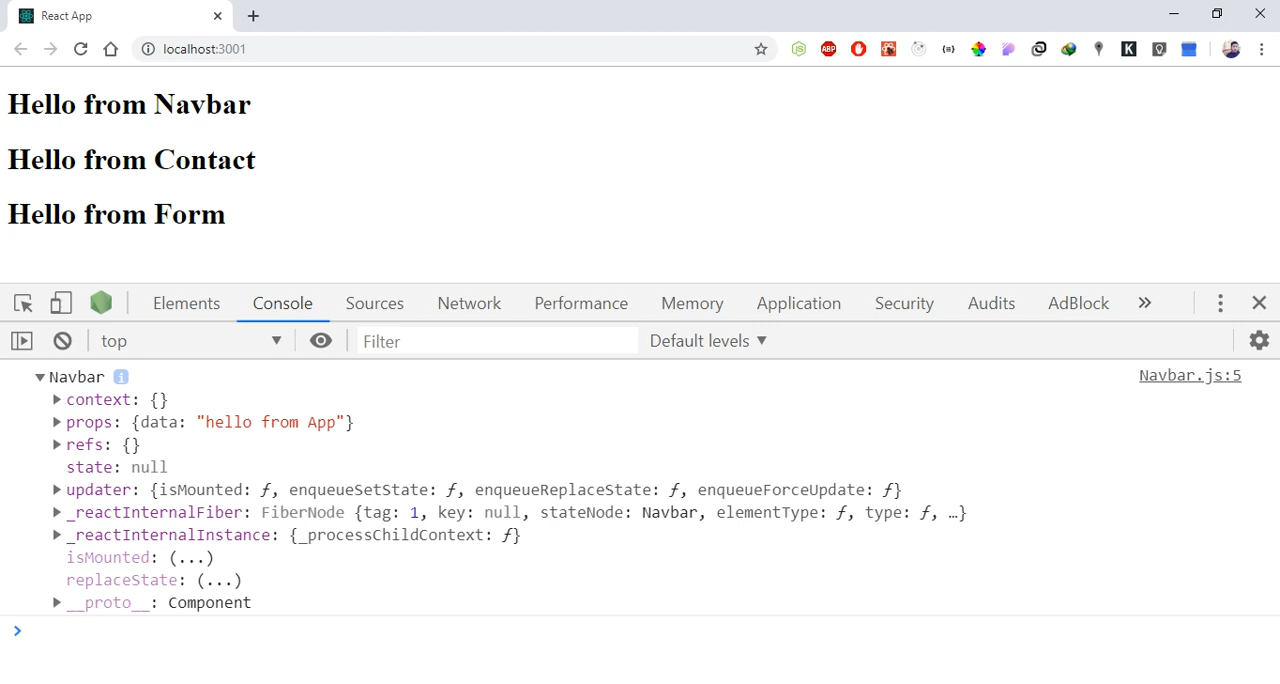 React App
localhost:3001
JS ABP {=} K
Hello from Navbar
Hello from Contact
Hello from Form
Elements Console Sources Network Performance Memory Application Security Audits AdBlock »
top ▼ Filter Default levels ▼
▼Navbar i Navbar.js:5
▶context: {}
▶props: {data: "hello from App"}
▶refs: {}
state: null
▶updater: {isMounted: ƒ, enqueueSetState: ƒ, enqueueReplaceState: ƒ, enqueueForceUpdate: ƒ}
▶_reactInternalFiber: FiberNode {tag: 1, key: null, stateNode: Navbar, elementType: ƒ, type: ƒ, …}
▶_reactInternalInstance: {_processChildContext: ƒ}
isMounted: (...)
replaceState: (...)
▶__proto__: Component
>